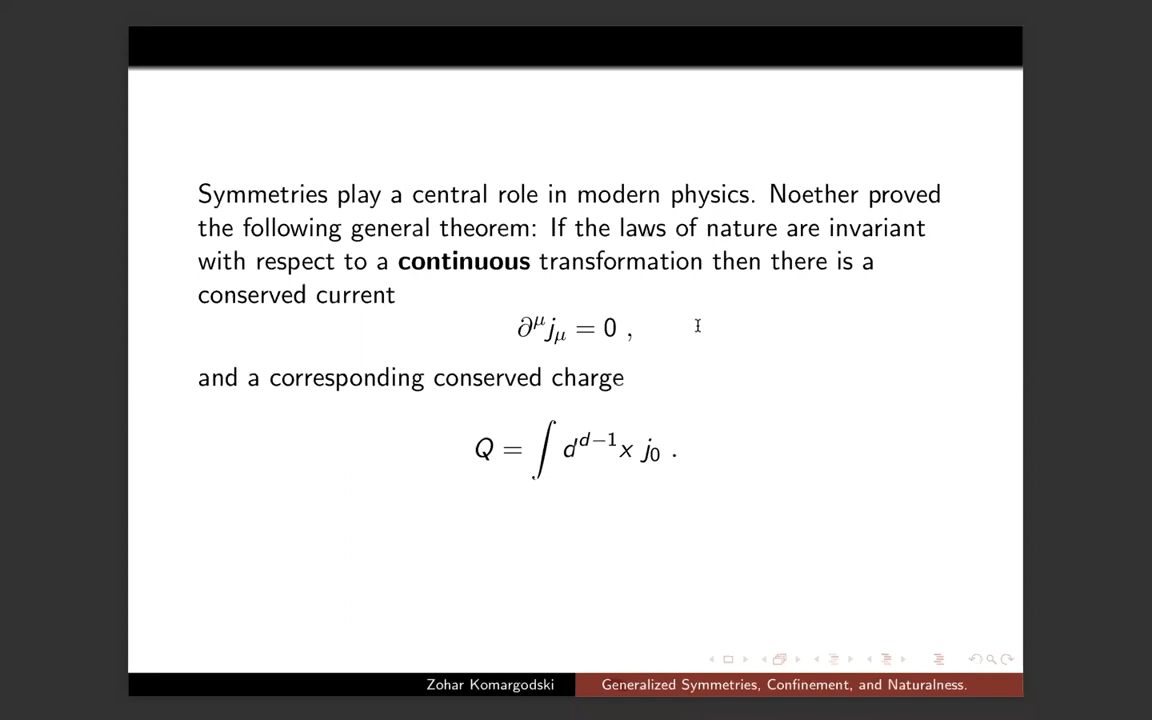 Symmetries play a central role in modern physics. Noether proved
the following general theorem: If the laws of nature are invariant
with respect to a continuous transformation then there is a
conserved current
∂^μ j_μ = 0 ,
and a corresponding conserved charge
Q = ∫ d^{d−1}x j_0 .
Zohar Komargodski
Generalized Symmetries, Confinement, and Naturalness.